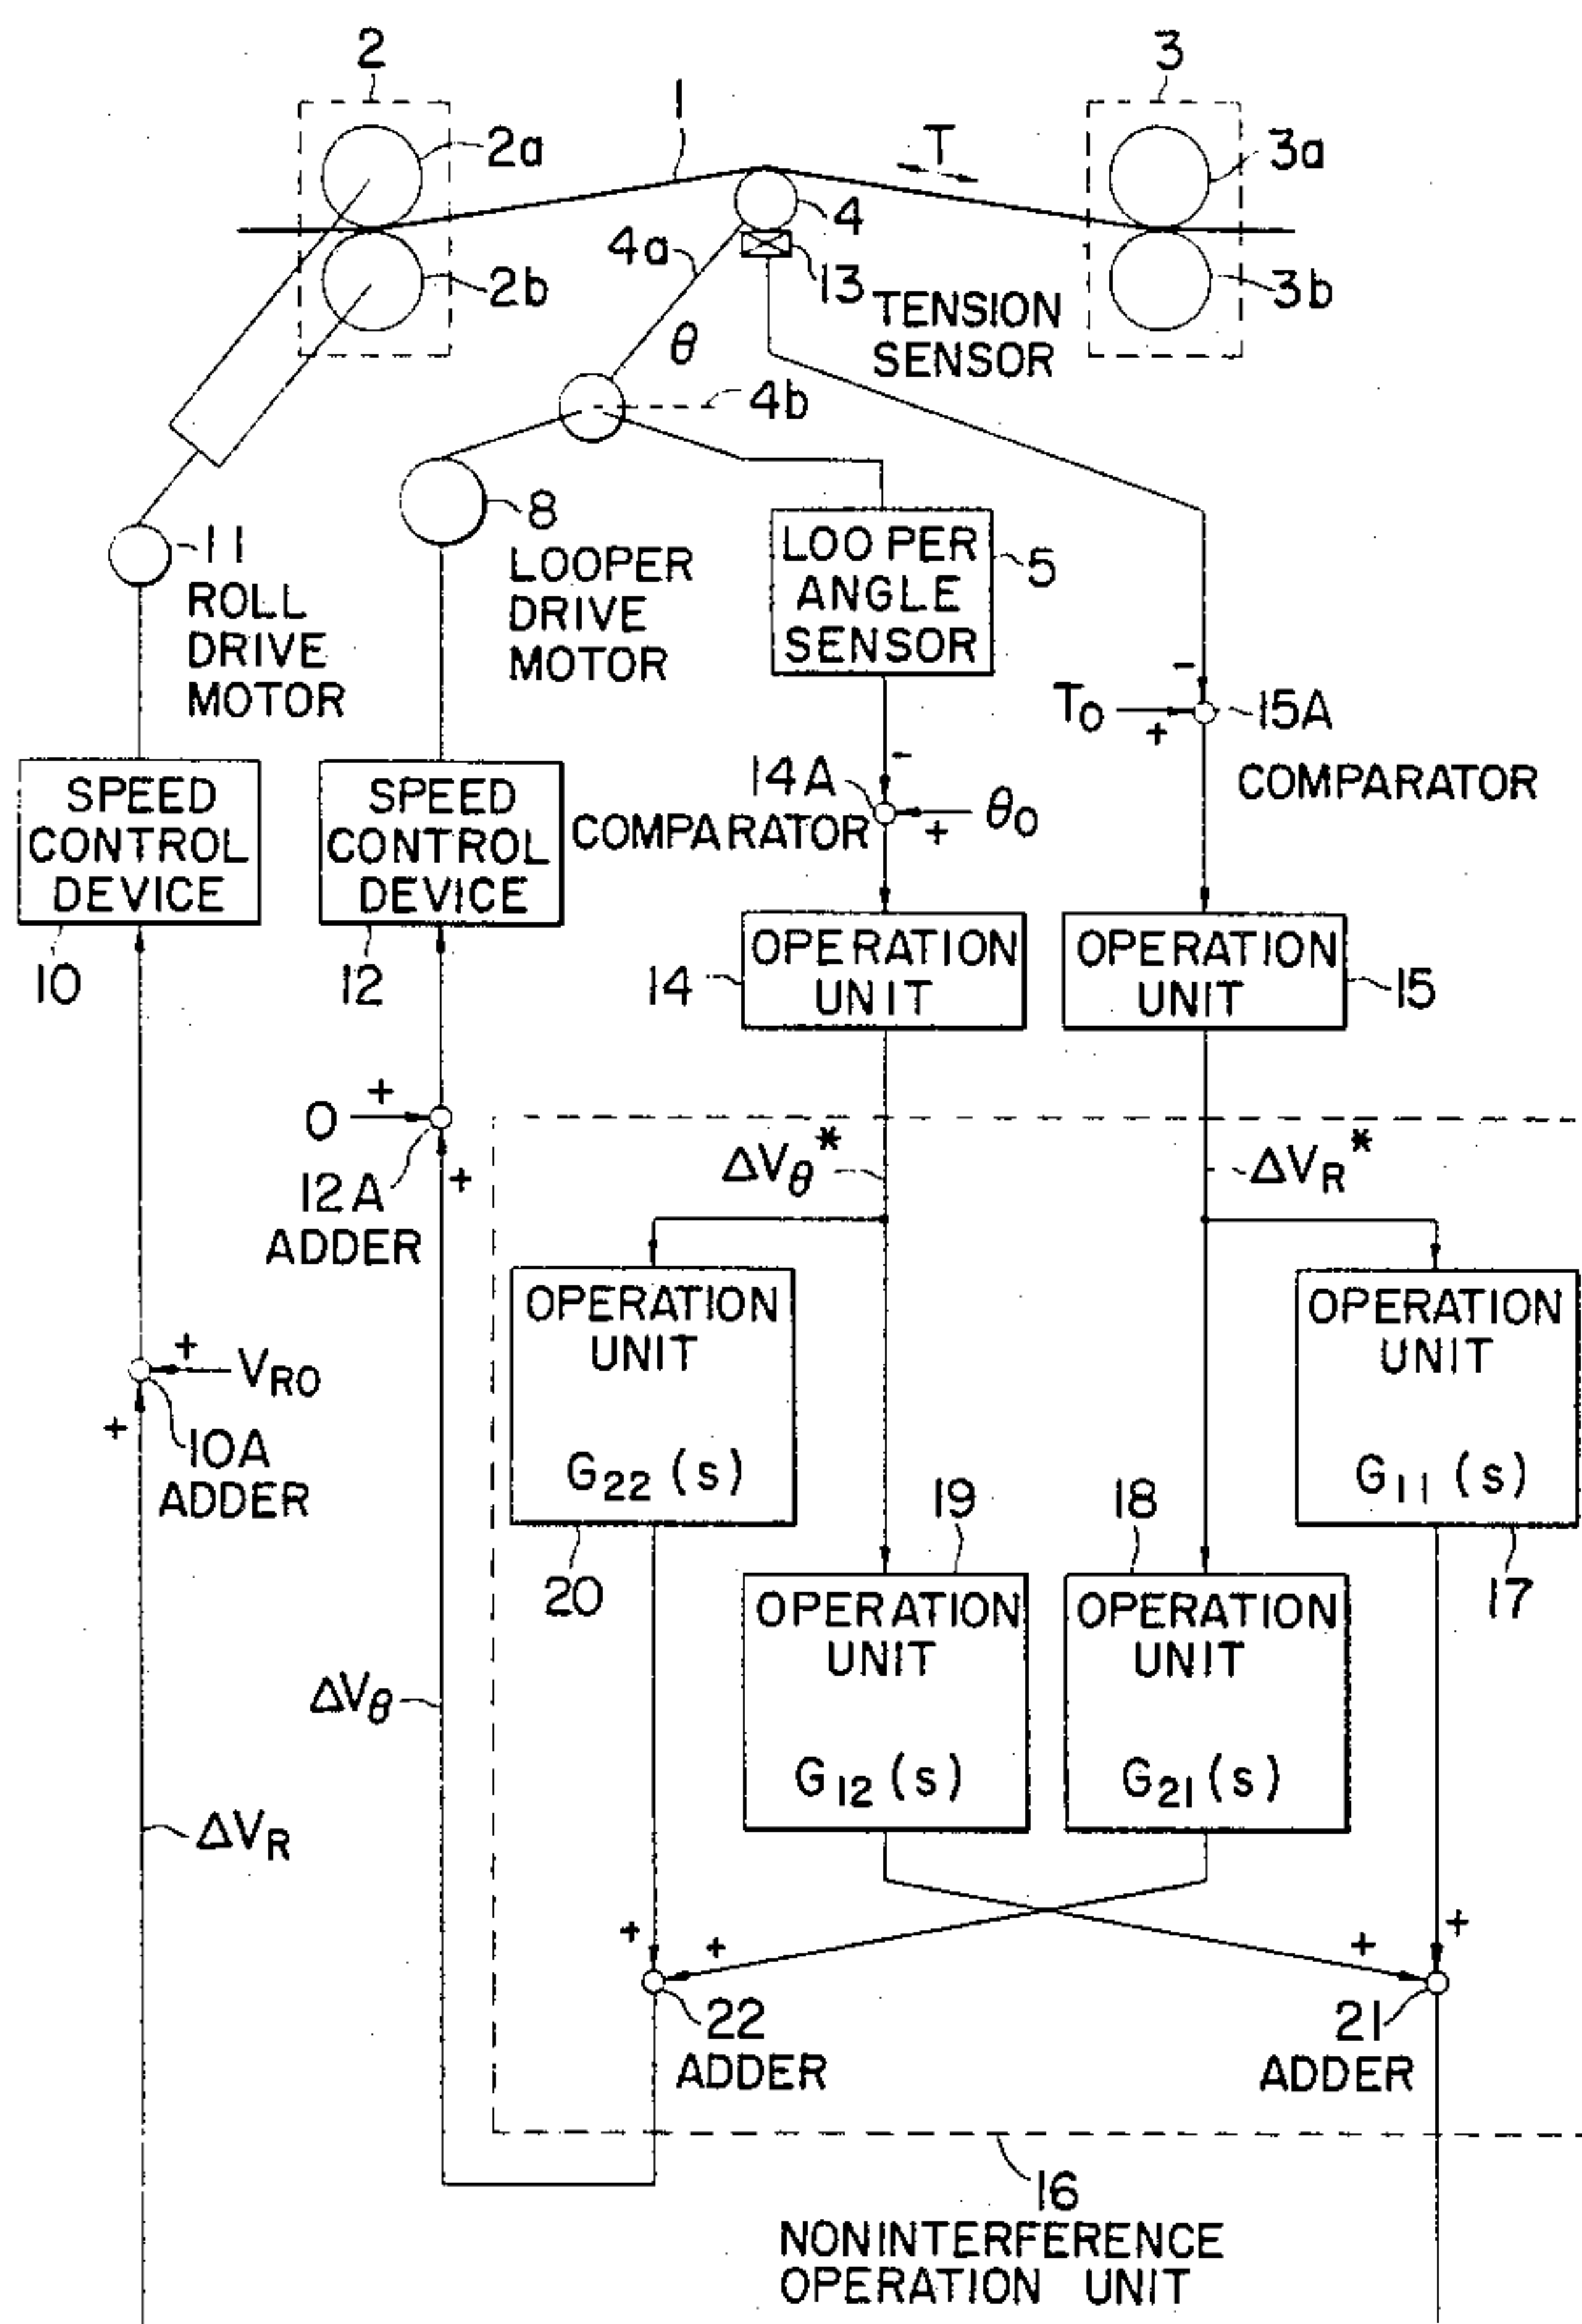 2
3
1
2a
T
3a
4
4a
2b
13
3b
TENSION
SENSOR
θ
4b
8
11
LOOPER
DRIVE
MOTOR
LOOPER
ANGLE
SENSOR
5
ROLL
DRIVE
MOTOR
-
T0
+
15A
COMPARATOR
SPEED
CONTROL
DEVICE
10
SPEED
CONTROL
DEVICE
12
-
14A
COMPARATOR
+
θ0
OPERATION
UNIT
14
OPERATION
UNIT
15
O
+
12A
+
ADDER
ΔVθ*
ΔVR*
OPERATION
UNIT
G22 (s)
20
OPERATION
UNIT
G11 (s)
17
+
VRO
+
10A
ADDER
19
18
OPERATION
UNIT
G12 (s)
OPERATION
UNIT
G21 (s)
ΔVθ
ΔVR
+
+
+
+
22
ADDER
21
ADDER
16
NONINTERFERENCE
OPERATION UNIT